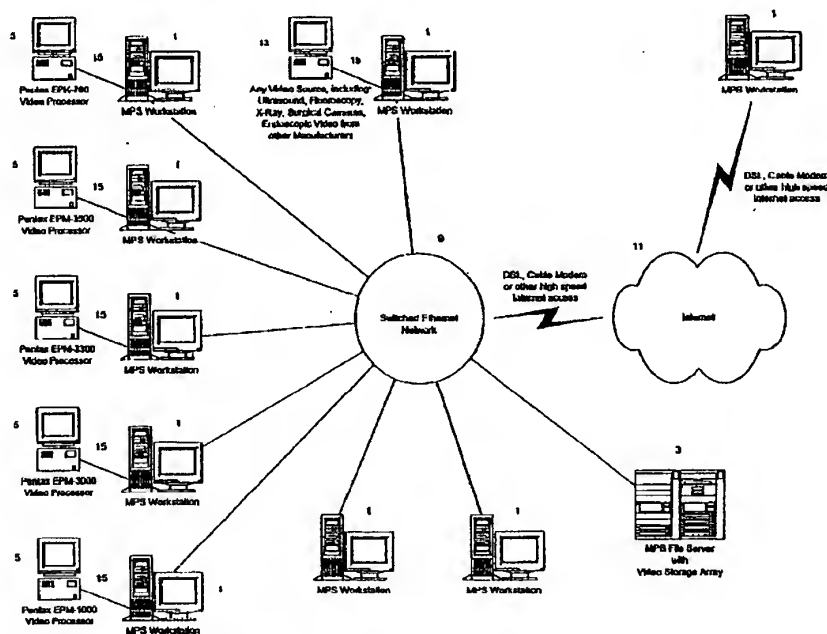 5
15
1
Pentax EPM-700
Video Processor
MPS Workstation
13
15
1
Any Video Source, including
Ultrasound, Fluoroscopy,
X-Ray, Surgical Cameras,
Endoscopic Video from
other Manufacturers
MPS Workstation
1
MPS Workstation
DSL, Cable Modem
or other high speed
Internet access
5
15
1
Pentax EPM-3500
Video Processor
MPS Workstation
9
Switched Ethernet
Network
DSL, Cable Modem
or other high speed
Internet access
11
Internet
5
15
1
Pentax EPM-3300
Video Processor
MPS Workstation
5
15
1
Pentax EPM-3000
Video Processor
MPS Workstation
3
MPS File Server
with
Video Storage Array
1
MPS Workstation
1
MPS Workstation
5
15
1
Pentax EPM-1000
Video Processor
MPS Workstation